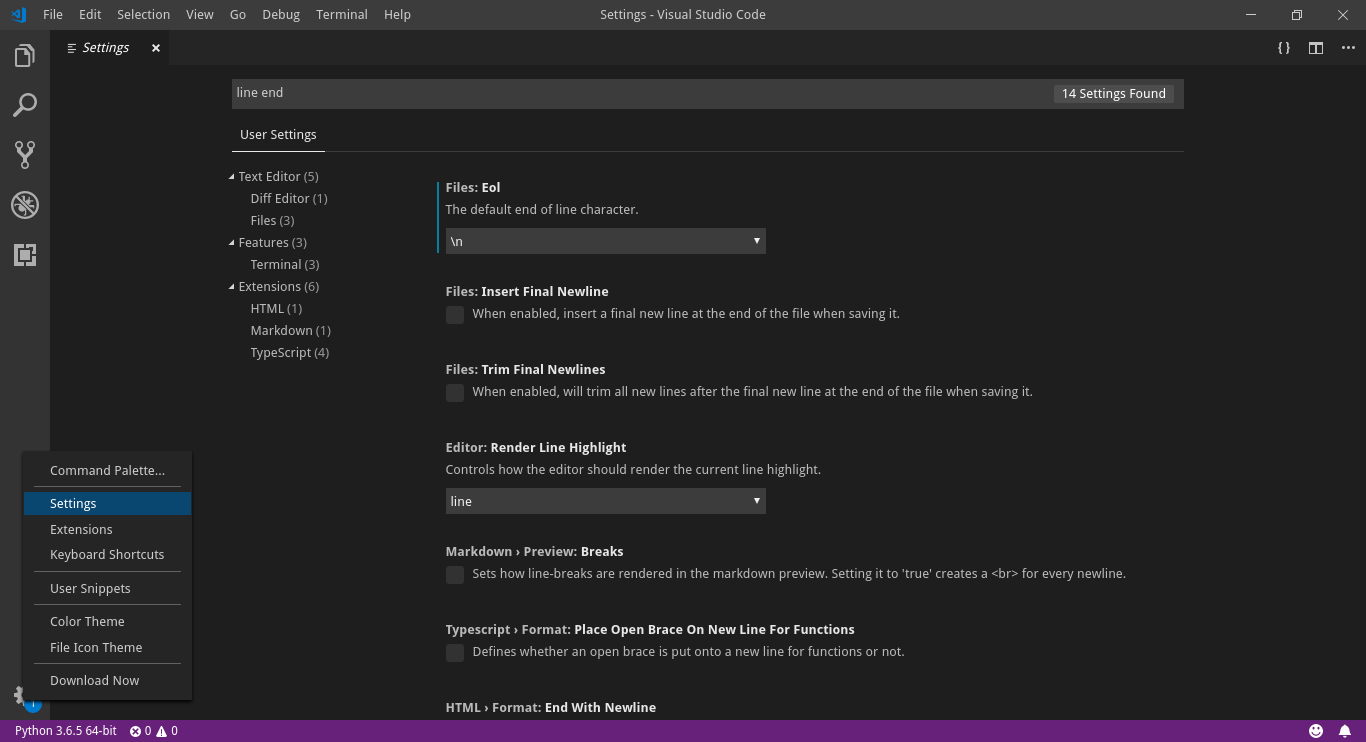 File Edit Selection View Go Debug Terminal Help Settings - Visual Studio Code
Settings
line end 14 Settings Found
User Settings
Text Editor (5)
Diff Editor (1)
Files (3)
Features (3)
Terminal (3)
Extensions (6)
HTML (1)
Markdown (1)
TypeScript (4)
Files: Eol
The default end of line character.
\n
Files: Insert Final Newline
When enabled, insert a final new line at the end of the file when saving it.
Files: Trim Final Newlines
When enabled, will trim all new lines after the final new line at the end of the file when saving it.
Editor: Render Line Highlight
Controls how the editor should render the current line highlight.
line
Markdown › Preview: Breaks
Sets how line-breaks are rendered in the markdown preview. Setting it to 'true' creates a <br> for every newline.
Typescript › Format: Place Open Brace On New Line For Functions
Defines whether an open brace is put onto a new line for functions or not.
HTML › Format: End With Newline
Command Palette...
Settings
Extensions
Keyboard Shortcuts
User Snippets
Color Theme
File Icon Theme
Download Now
Python 3.6.5 64-bit 0 0